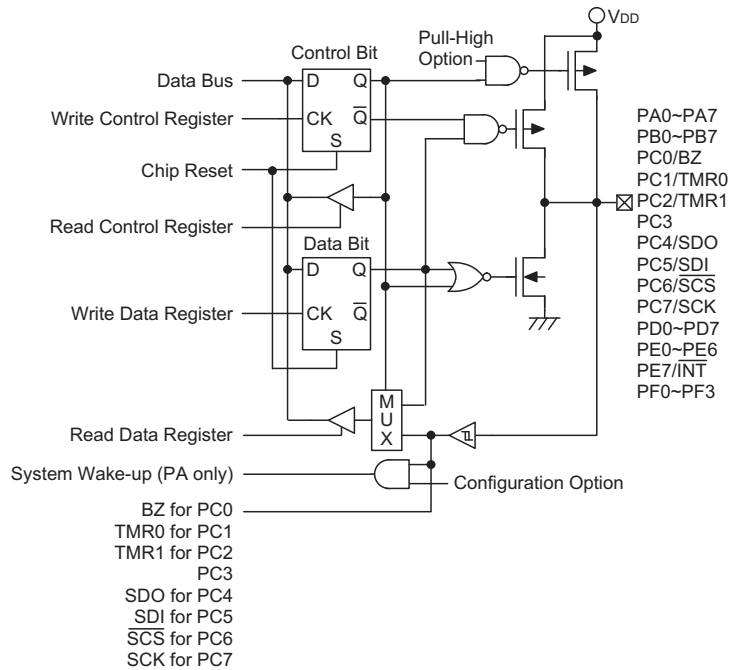 VDD
Pull-High
Option
Control Bit
Data Bus
D
Q
Write Control Register
CK
Q̅
S
Chip Reset
Read Control Register
Data Bit
D
Q
Write Data Register
CK
Q̅
S
PA0~PA7
PB0~PB7
PC0/BZ
PC1/TMR0
PC2/TMR1
PC3
PC4/SDO
PC5/SDI
PC6/S̅C̅S̅
PC7/SCK
PD0~PD7
PE0~PE6
PE7/I̅N̅T̅
PF0~PF3
M
U
X
Read Data Register
System Wake-up (PA only)
Configuration Option
BZ for PC0
TMR0 for PC1
TMR1 for PC2
PC3
SDO for PC4
SDI for PC5
S̅C̅S̅ for PC6
SCK for PC7